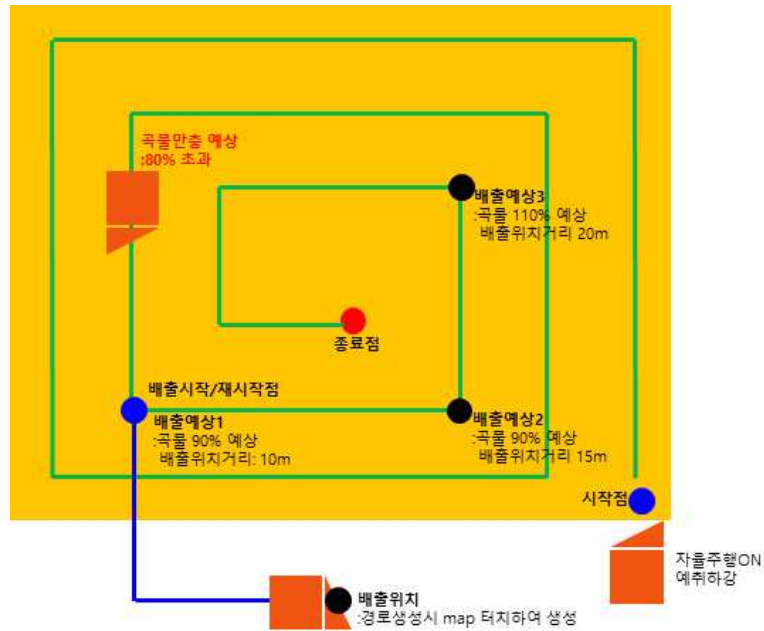 곡물만충 예상
:80% 초과
배출예상3
:곡물 110% 예상
배출위치거리 20m
종료점
배출시작/재시작점
배출예상1
:곡물 90% 예상
배출위치거리: 10m
배출예상2
:곡물 90% 예상
배출위치거리 15m
시작점
자율주행ON
예취하강
배출위치
:경로생성시 map 터치하여 생성